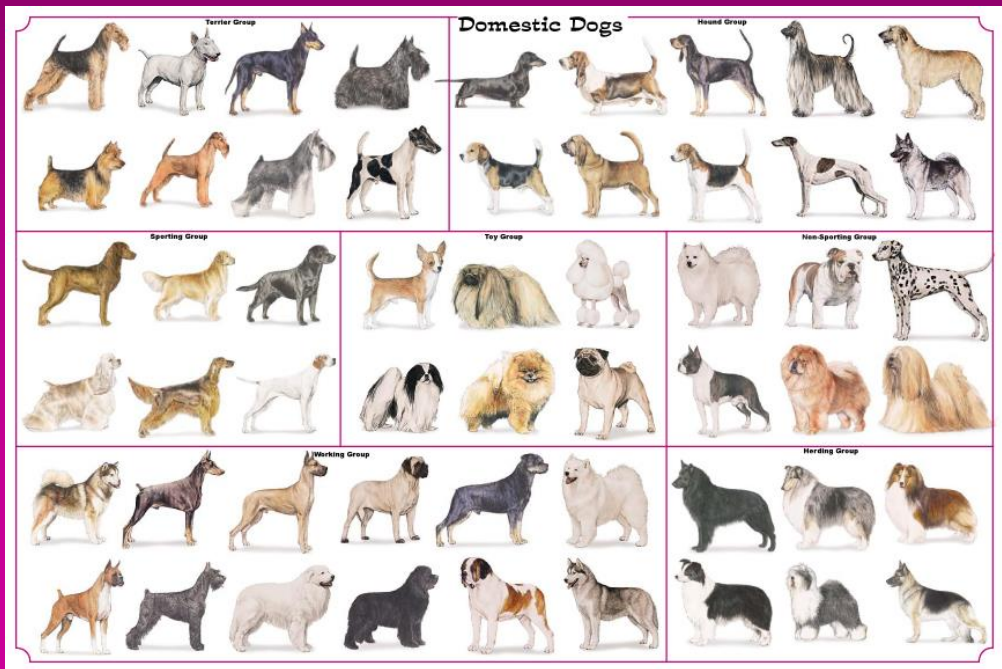 Domestic Dogs
Terrier Group
Hound Group
Sporting Group
Toy Group
Non-Sporting Group
Working Group
Herding Group